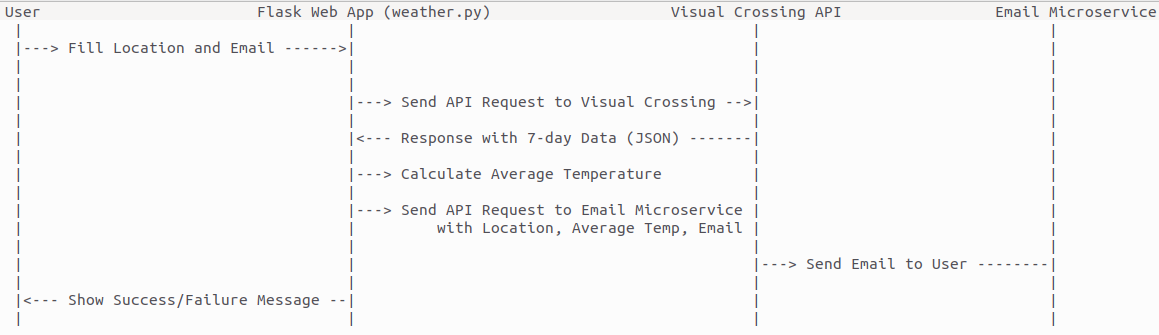 User                        Flask Web App (weather.py)                    Visual Crossing API                 Email Microservice
 |                                    |                                            |                                |
 |---> Fill Location and Email ------>|                                            |                                |
 |                                    |                                            |                                |
 |                                    |                                            |                                |
 |                                    |---> Send API Request to Visual Crossing -->|                                |
 |                                    |                                            |                                |
 |                                    |<--- Response with 7-day Data (JSON) -------|                                |
 |                                    |                                            |                                |
 |                                    |---> Calculate Average Temperature          |                                |
 |                                    |                                            |                                |
 |                                    |---> Send API Request to Email Microservice |                                |
 |                                    |         with Location, Average Temp, Email |                                |
 |                                    |                                            |                                |
 |                                    |                                            |---> Send Email to User --------|
 |                                    |                                            |                                |
 |<--- Show Success/Failure Message --|                                            |                                |
 |                                    |                                            |                                |